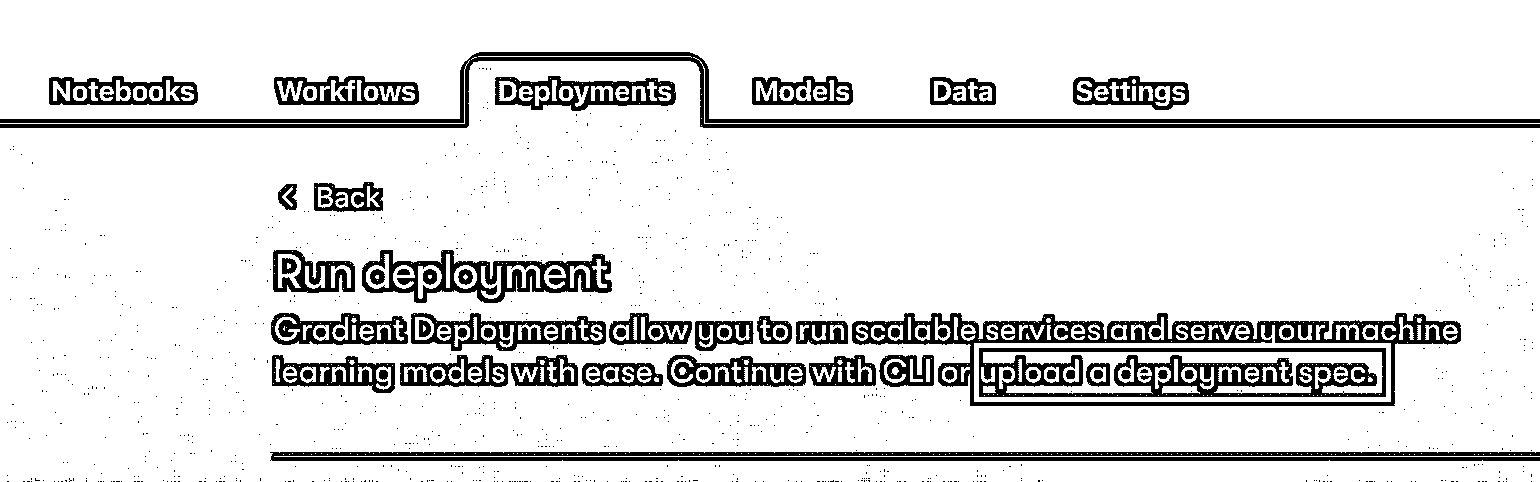 Notebooks Workflows Deployments Models Data Settings
Back
Run deployment
Gradient Deployments allow you to run scalable services and serve your machine
learning models with ease. Continue with CLI or upload a deployment spec.